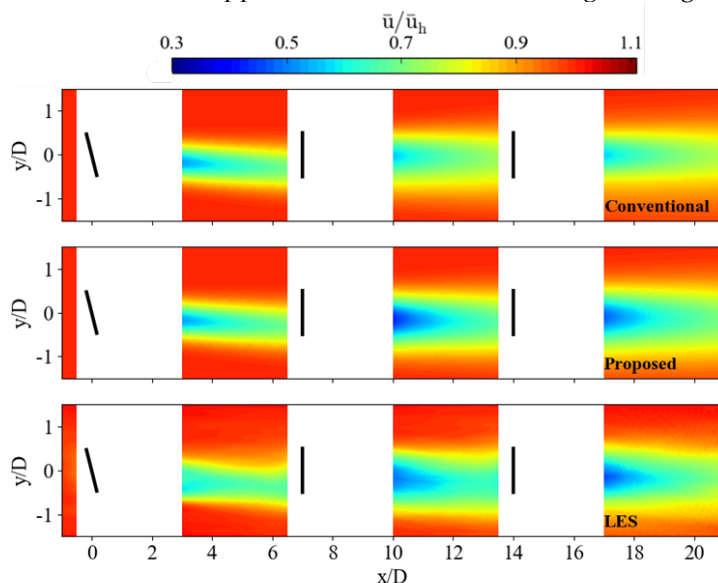 ū/ūₕ
0.3 0.5 0.7 0.9 1.1
y/D
1
0
-1
Conventional
y/D
1
0
-1
Proposed
y/D
1
0
-1
LES
0 2 4 6 8 10 12 14 16 18 20
x/D